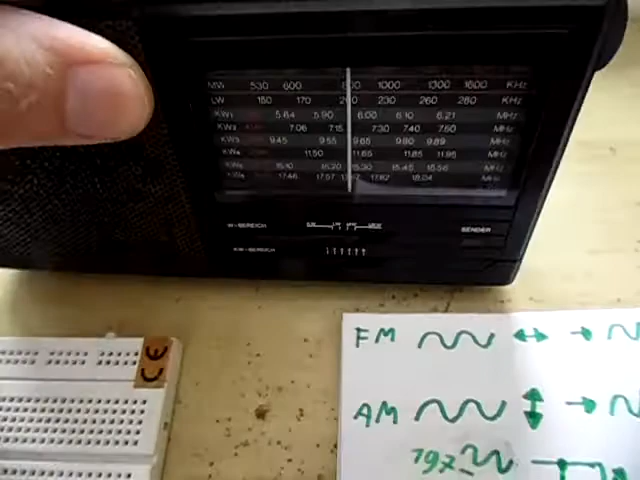 MW 530 600 800 1000 1300 1600 KHz
LW 150 170 200 230 260 280 KHz
KW1 5.84 5.90 6.00 6.10 6.21 MHz
KW2 7.06 7.15 7.30 7.40 7.50 MHz
KW3 9.45 9.55 9.65 9.80 9.89 MHz
KW4 11.50 11.65 11.85 11.95 MHz
KW5 15.10 15.20 15.30 15.45 15.56 MHz
17.46 17.57 17.82 18.04 MHz
W-BEREICH
SENDER
KW-BEREICH
FM
CE
AM